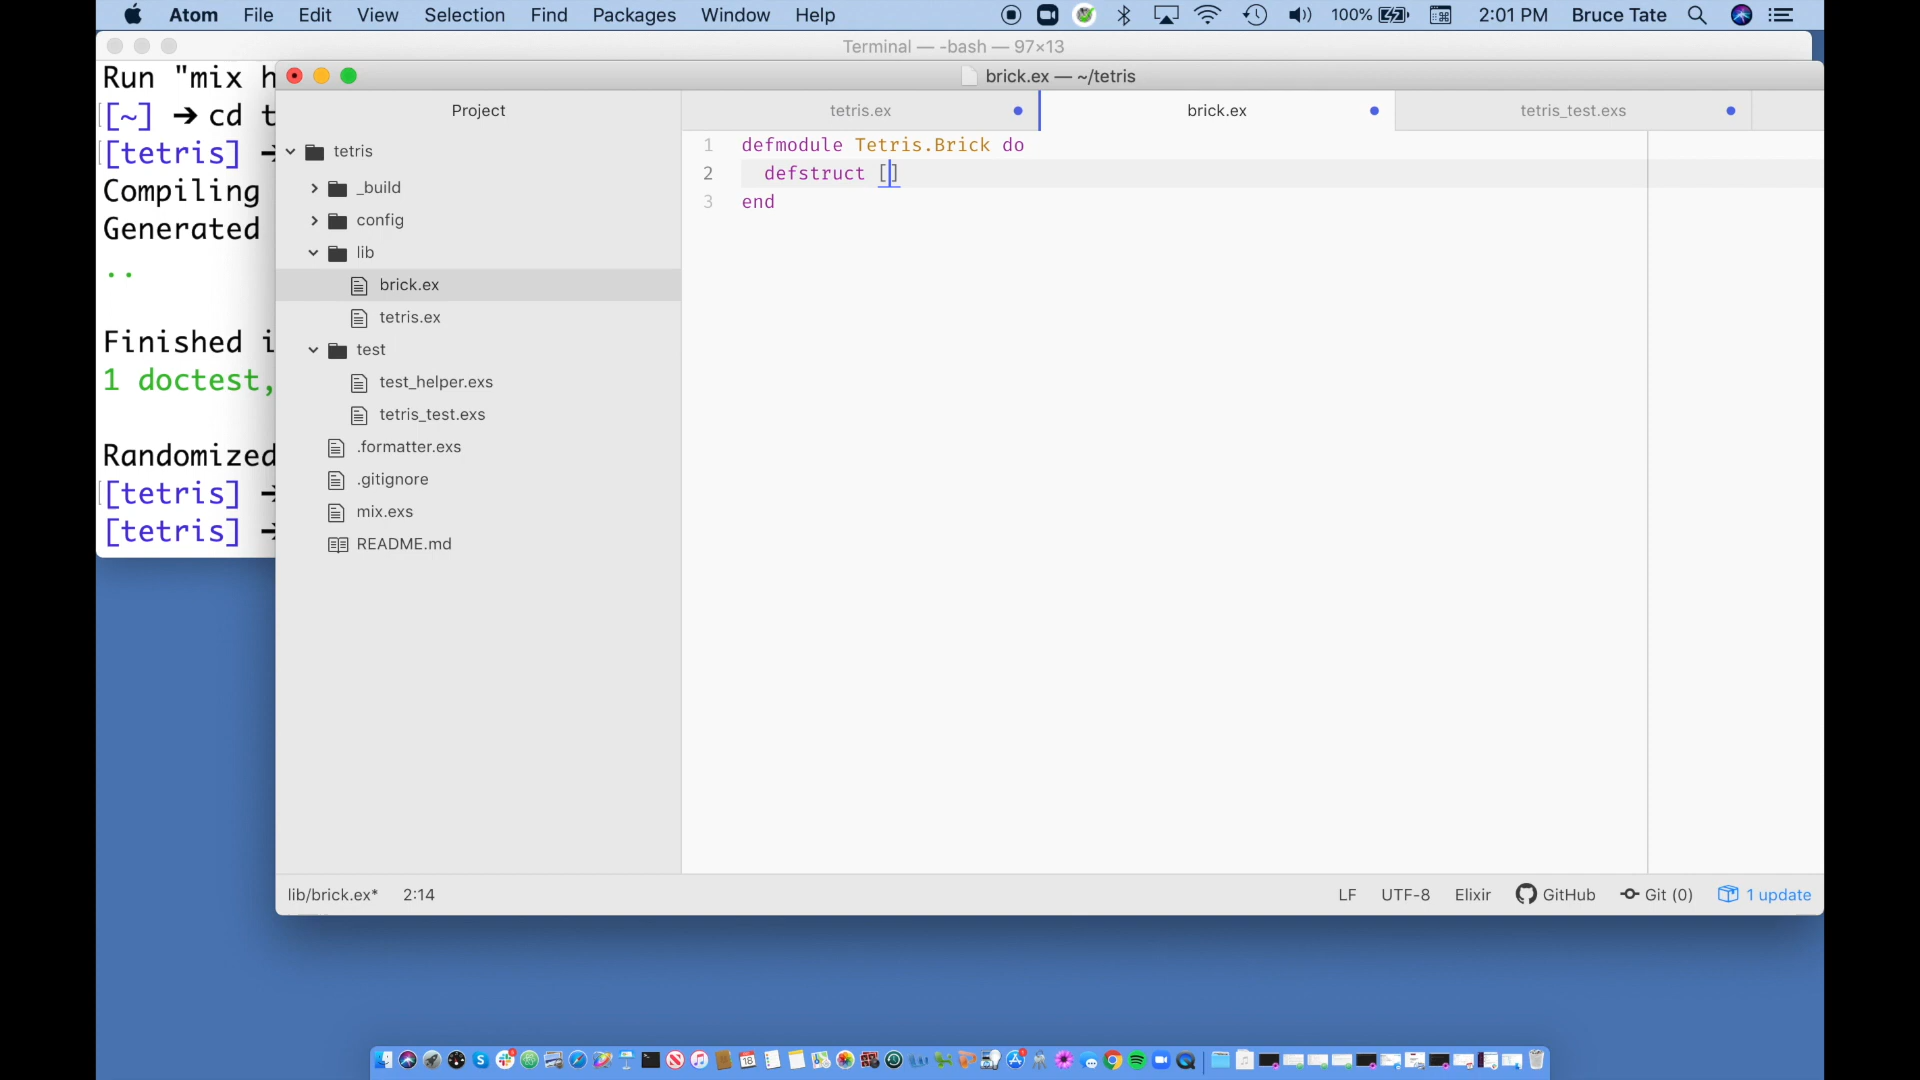 Atom File Edit View Selection Find Packages Window Help 100% 2:01 PM Bruce Tate
Terminal — -bash — 97×13
Run "mix h
[~] ➔ cd t
[tetris]
Compiling
Generated
..
Finished i
1 doctest,
Randomized
[tetris]
[tetris]
brick.ex — ~/tetris
Project
tetris
_build
config
lib
brick.ex
tetris.ex
test
test_helper.exs
tetris_test.exs
.formatter.exs
.gitignore
mix.exs
README.md
tetris.ex brick.ex tetris_test.exs
1 defmodule Tetris.Brick do
2 defstruct []
3 end
lib/brick.ex* 2:14 LF UTF-8 Elixir GitHub Git (0) 1 update
18